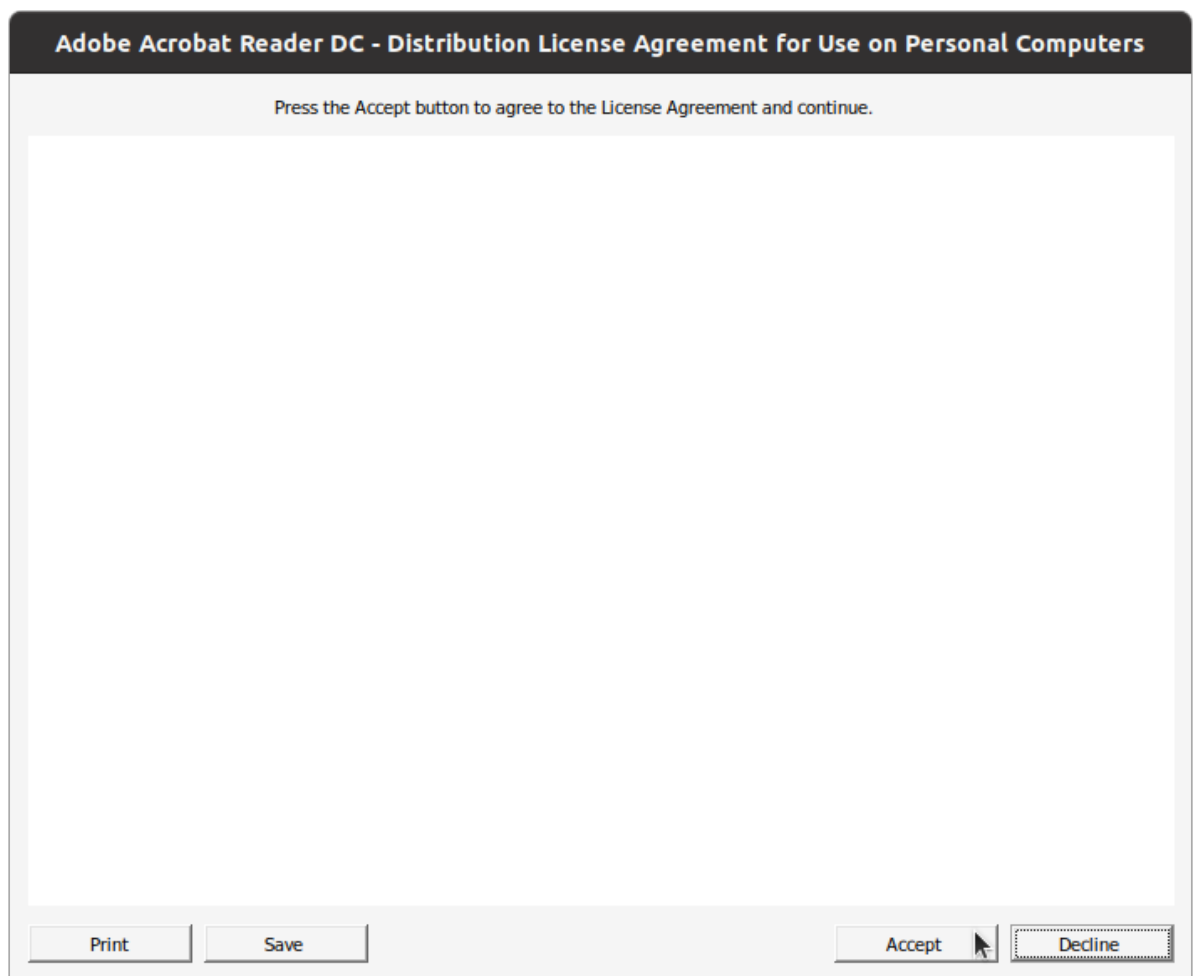 Adobe Acrobat Reader DC - Distribution License Agreement for Use on Personal Computers
Press the Accept button to agree to the License Agreement and continue.
Print Save Accept Decline